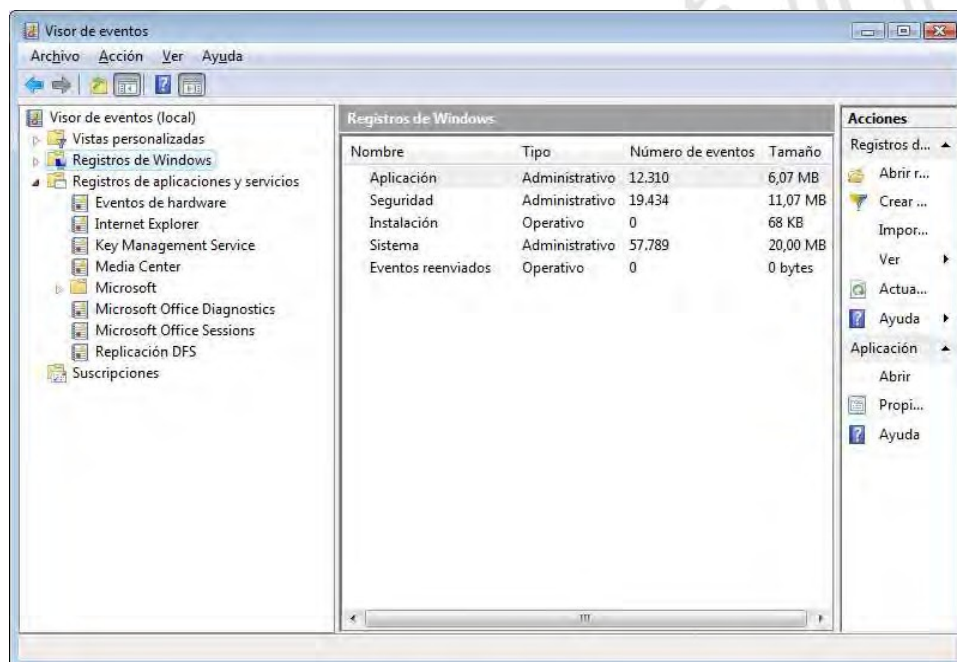 Visor de eventos
Archivo Acción Ver Ayuda
Visor de eventos (local)
Vistas personalizadas
Registros de Windows
Registros de aplicaciones y servicios
Eventos de hardware
Internet Explorer
Key Management Service
Media Center
Microsoft
Microsoft Office Diagnostics
Microsoft Office Sessions
Replicación DFS
Suscripciones
Registros de Windows
Nombre Tipo Número de eventos Tamaño
Aplicación Administrativo 12.310 6,07 MB
Seguridad Administrativo 19.434 11,07 MB
Instalación Operativo 0 68 KB
Sistema Administrativo 57.789 20,00 MB
Eventos reenviados Operativo 0 0 bytes
Acciones
Registros d...
Abrir r...
Crear ...
Impor...
Ver
Actua...
Ayuda
Aplicación
Abrir
Propi...
Ayuda